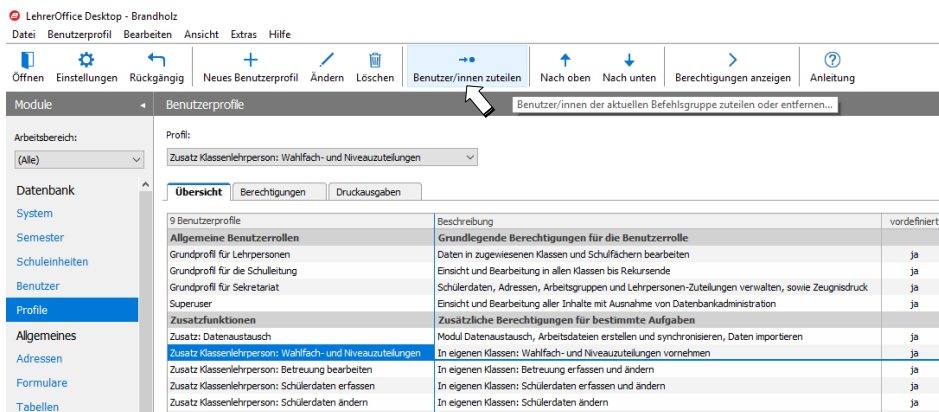 LehrerOffice Desktop - Brandholz
Datei Benutzerprofil Bearbeiten Ansicht Extras Hilfe
Öffnen Einstellungen Rückgängig Neues Benutzerprofil Ändern Löschen Benutzer/innen zuteilen Nach oben Nach unten Berechtigungen anzeigen Anleitung
Module Benutzerprofile
Benutzer/innen der aktuellen Befehlsgruppe zuteilen oder entfernen...
Arbeitsbereich:
(Alle)
Datenbank
System
Semester
Schuleinheiten
Benutzer
Profile
Allgemeines
Adressen
Formulare
Tabellen
Profil:
Zusatz Klassenlehrperson: Wahlfach- und Niveauzuteilungen
Übersicht Berechtigungen Druckausgaben
9 Benutzerprofile Beschreibung vordefiniert
Allgemeine Benutzerrollen Grundlegende Berechtigungen für die Benutzerrolle
Grundprofil für Lehrpersonen Daten in zugewiesenen Klassen und Schulfächern bearbeiten ja
Grundprofil für die Schulleitung Einsicht und Bearbeitung in allen Klassen bis Rekursende ja
Grundprofil für Sekretariat Schülerdaten, Adressen, Arbeitsgruppen und Lehrpersonen-Zuteilungen verwalten, sowie Zeugnisdruck ja
Superuser Einsicht und Bearbeitung aller Inhalte mit Ausnahme von Datenbankadministration ja
Zusatzfunktionen Zusätzliche Berechtigungen für bestimmte Aufgaben
Zusatz: Datenaustausch Modul Datenaustausch, Arbeitsdateien erstellen und synchronisieren, Daten importieren ja
Zusatz Klassenlehrperson: Wahlfach- und Niveauzuteilungen In eigenen Klassen: Wahlfach- und Niveauzuteilungen vornehmen ja
Zusatz Klassenlehrperson: Betreuung bearbeiten In eigenen Klassen: Betreuung erfassen und ändern ja
Zusatz Klassenlehrperson: Schülerdaten erfassen In eigenen Klassen: Schülerdaten erfassen und ändern ja
Zusatz Klassenlehrperson: Schülerdaten ändern In eigenen Klassen: Schülerdaten ändern ja